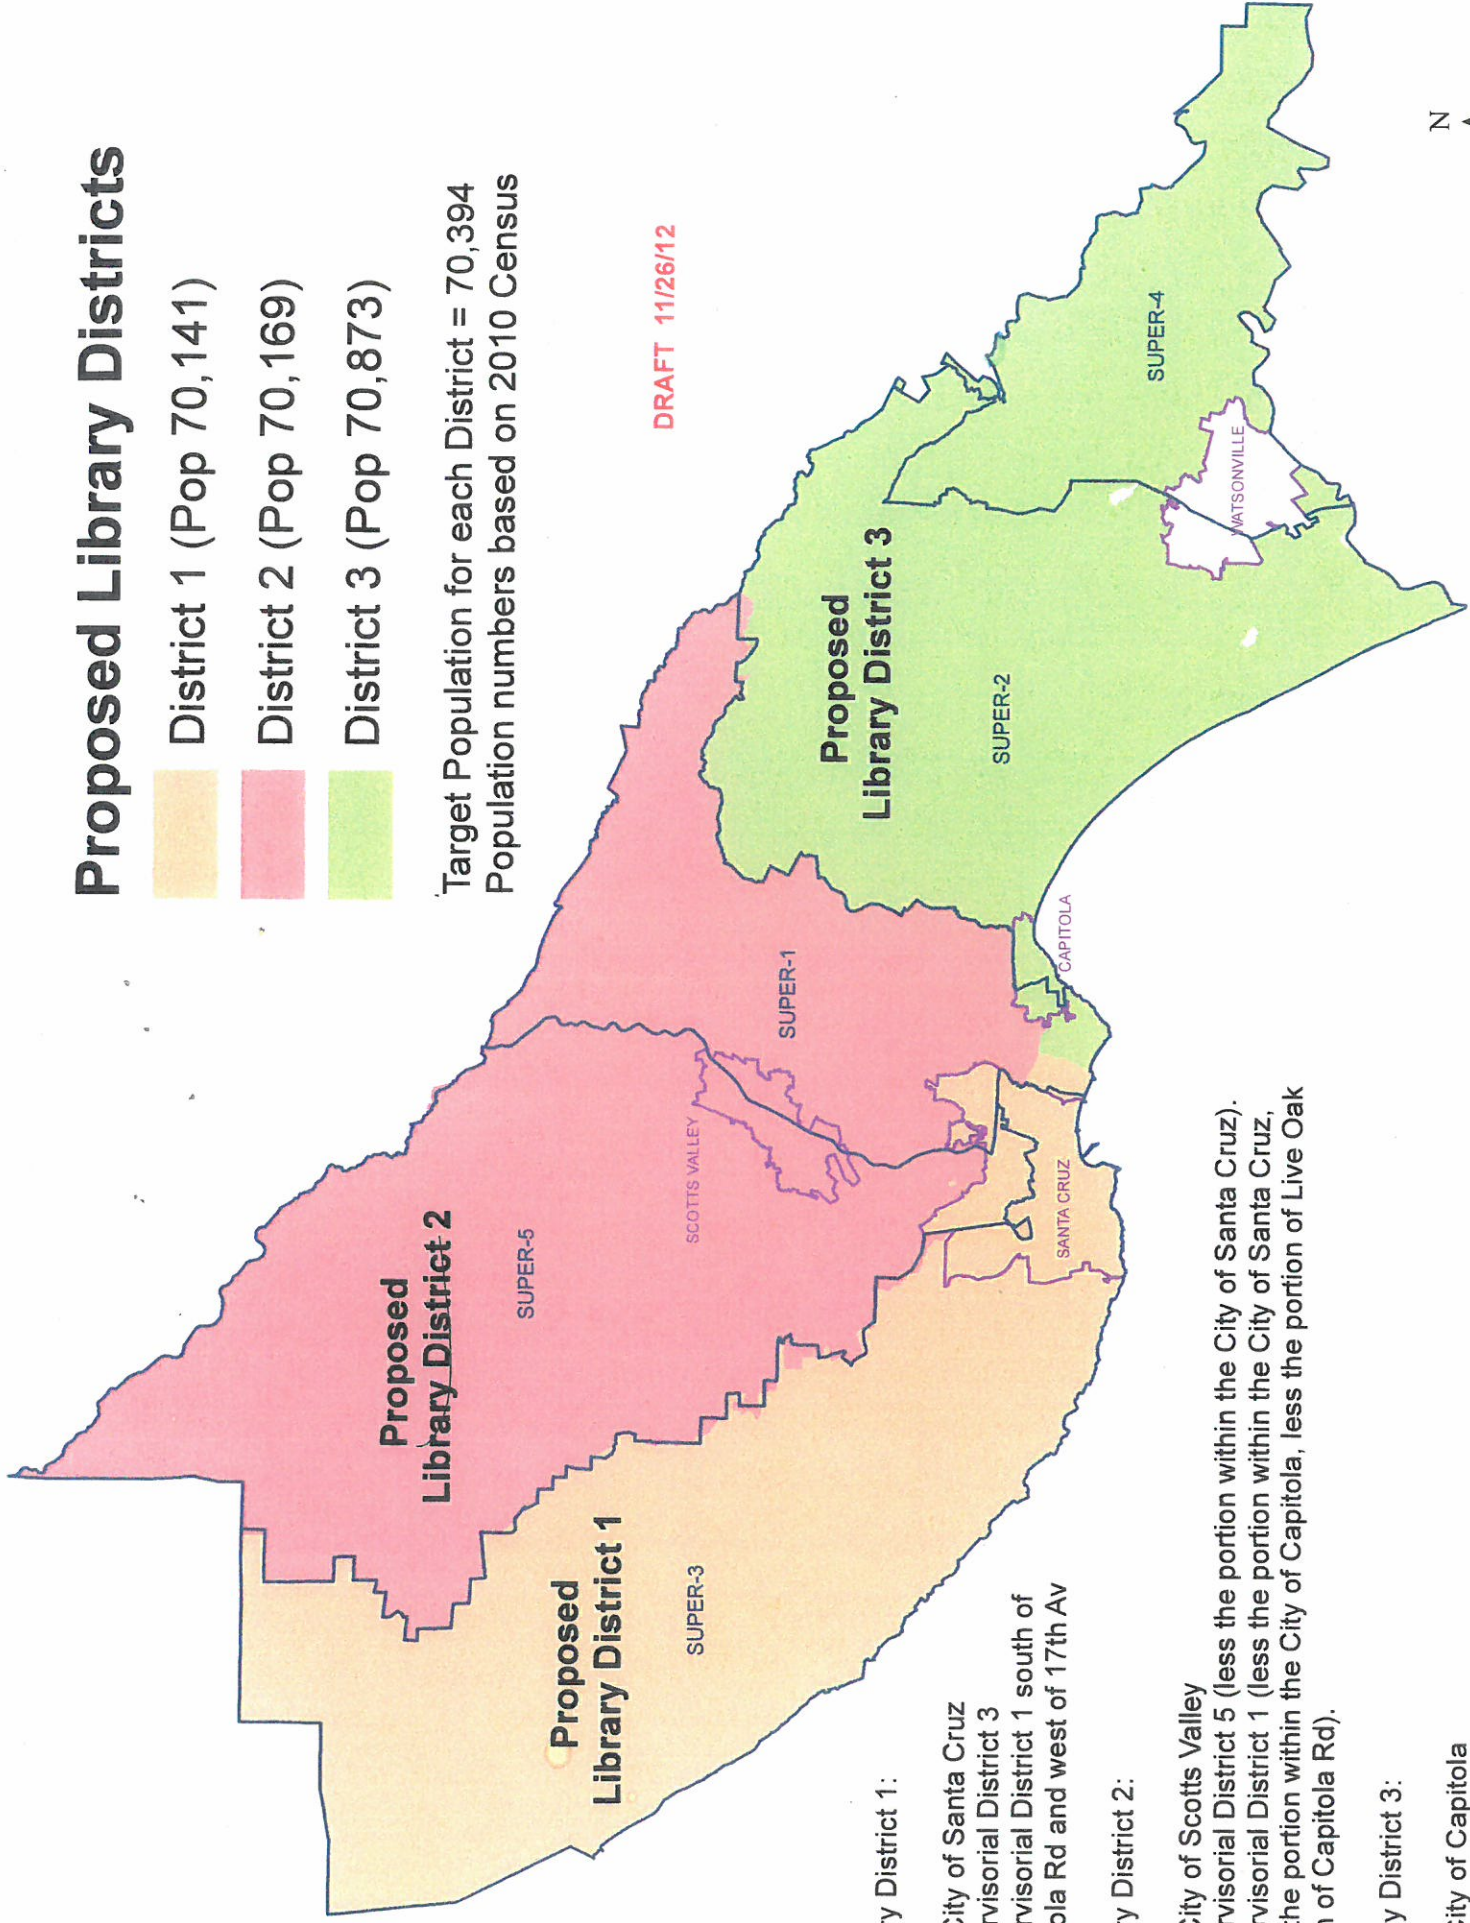 Proposed Library Districts
District 1 (Pop 70,141)
District 2 (Pop 70,169)
District 3 (Pop 70,873)
Target Population for each District = 70,394
Population numbers based on 2010 Census
DRAFT 11/26/12
Proposed
Library District 2
SUPER-5
SCOTTS VALLEY
SUPER-1
Proposed
Library District 1
SUPER-3
SANTA CRUZ
CAPITOLA
Proposed
Library District 3
SUPER-2
SUPER-4
WATSONVILLE
N
District 1:
City of Santa Cruz
District 3
District 1 south of
Rd and west of 17th Av
District 2:
City of Scotts Valley
District 5 (less the portion within the City of Santa Cruz).
District 1 (less the portion within the City of Santa Cruz,
the portion within the City of Capitola, less the portion of Live Oak
of Capitola Rd).
District 3:
City of Capitola